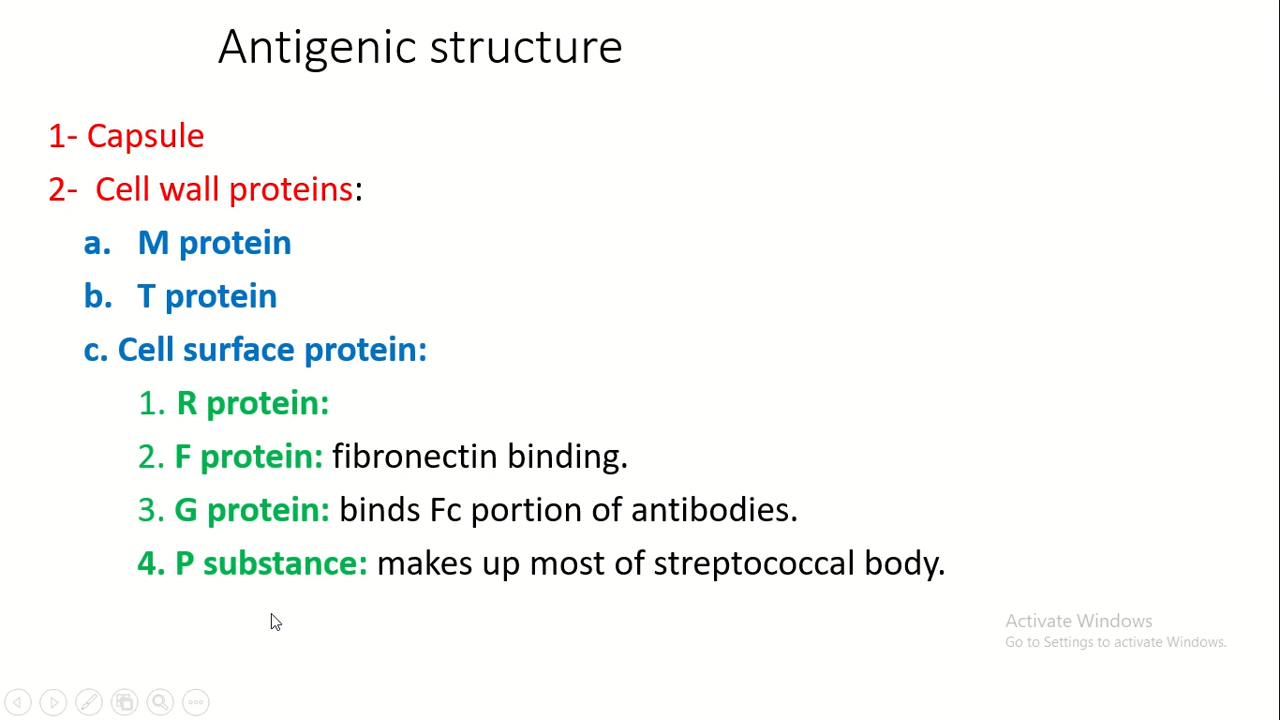 Antigenic structure
1- Capsule
2- Cell wall proteins:
a. M protein
b. T protein
c. Cell surface protein:
1. R protein:
2. F protein: fibronectin binding.
3. G protein: binds Fc portion of antibodies.
4. P substance: makes up most of streptococcal body.
Activate Windows
Go to Settings to activate Windows.